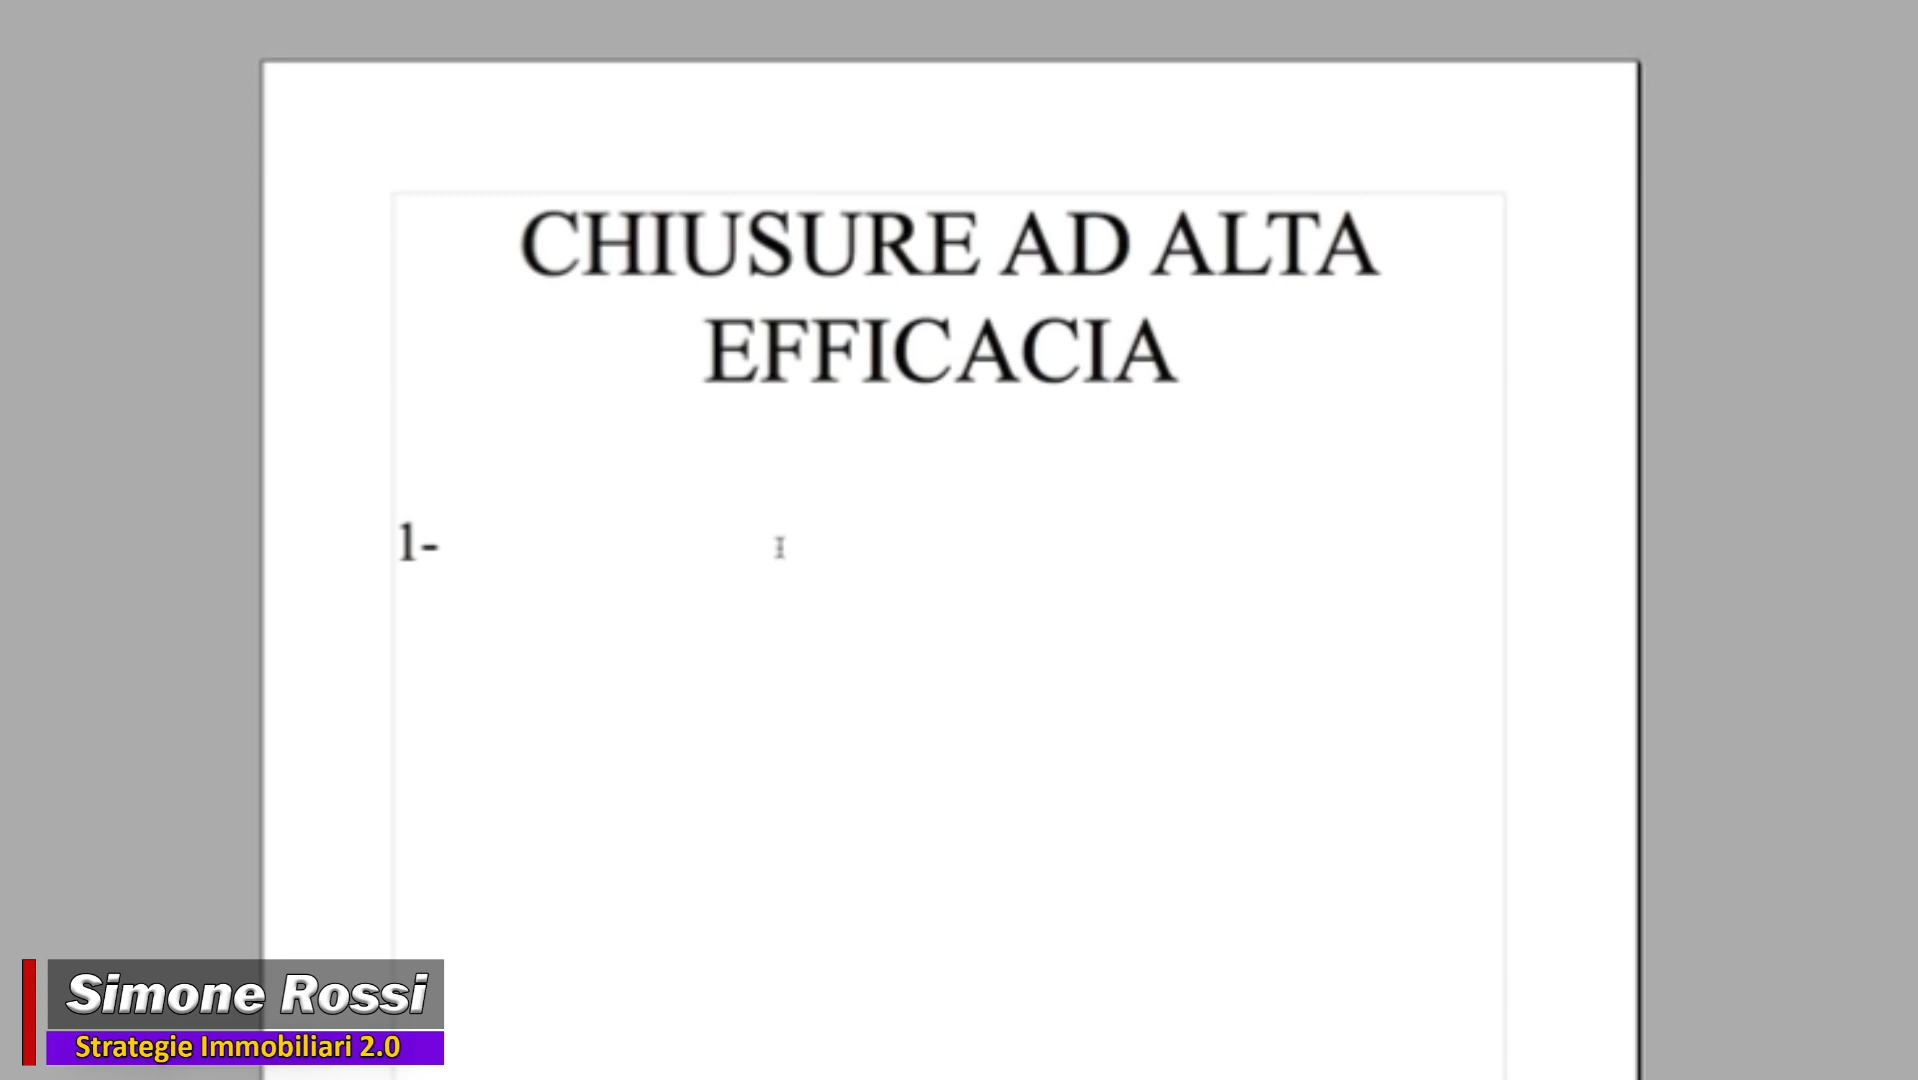 CHIUSURE AD ALTA
EFFICACIA
1-
Simone Rossi
Strategie Immobiliari 2.0